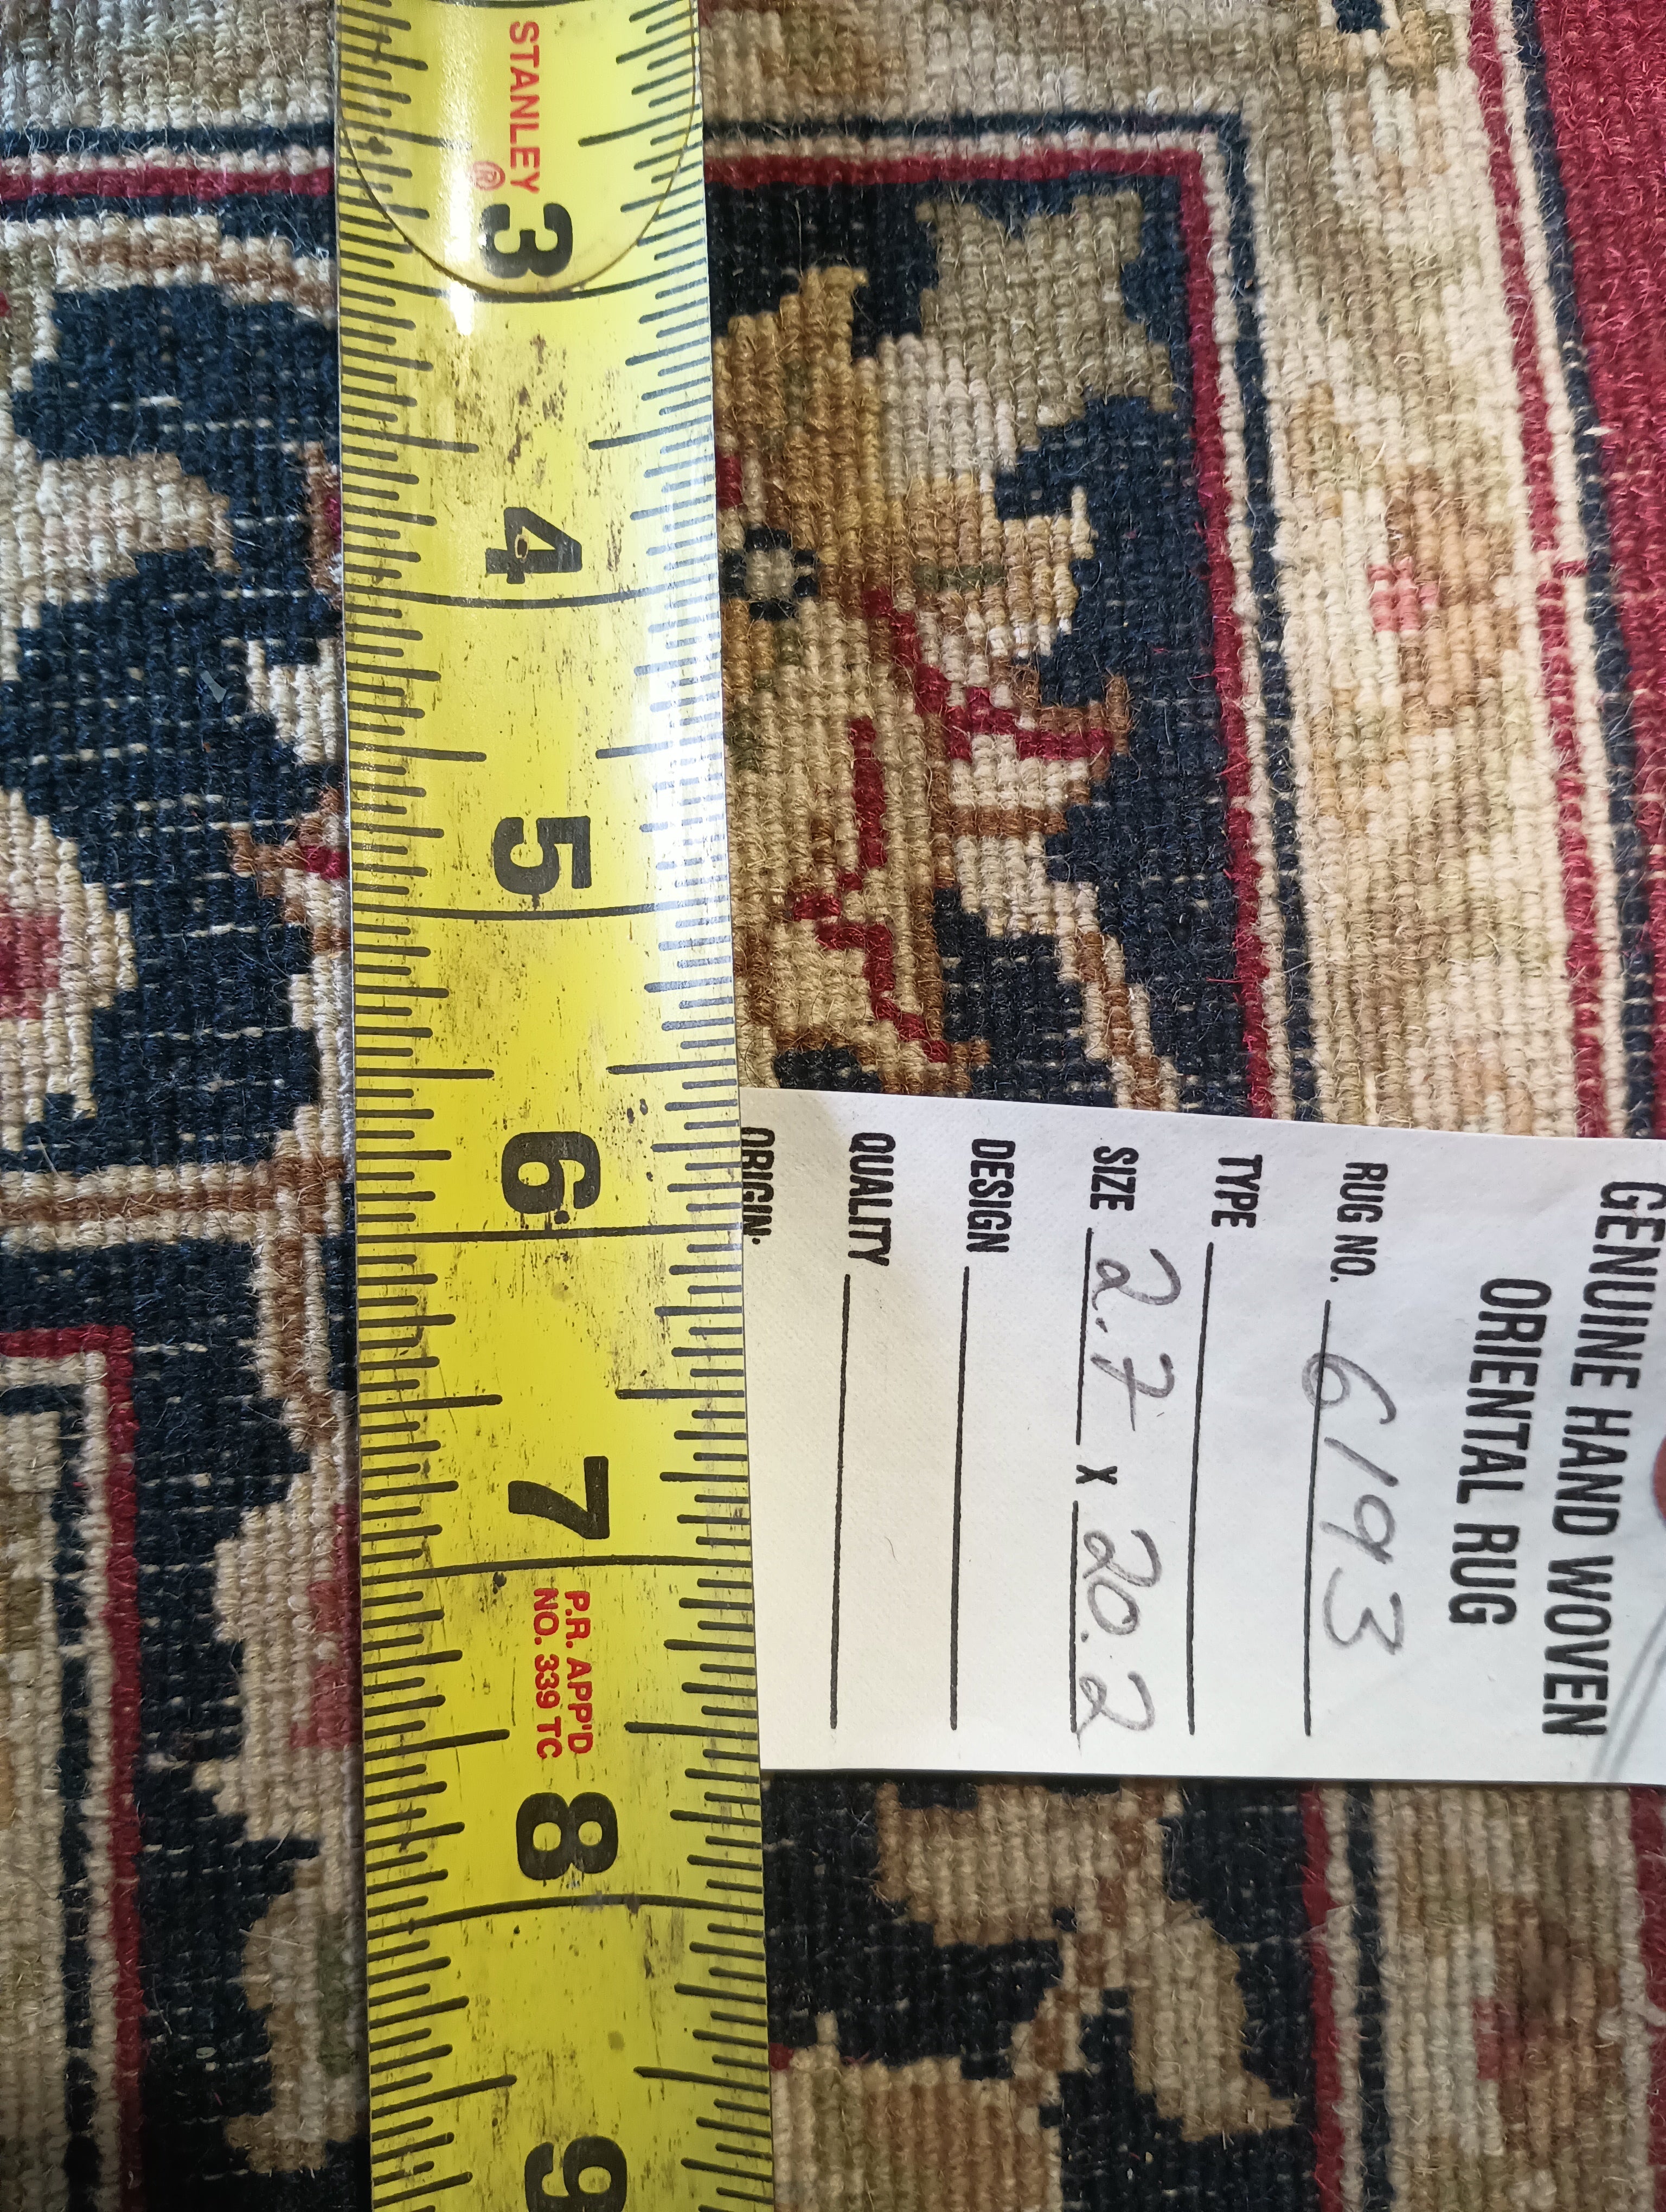 STANLEY®
3
4
5
6
7
P.R. APP'D
NO. 339 TC
8
9
GENUINE HAND WOVEN
ORIENTAL RUG
RUG NO. 6193
TYPE
SIZE 2.7 X 20.2
DESIGN
QUALITY
ORIGIN.